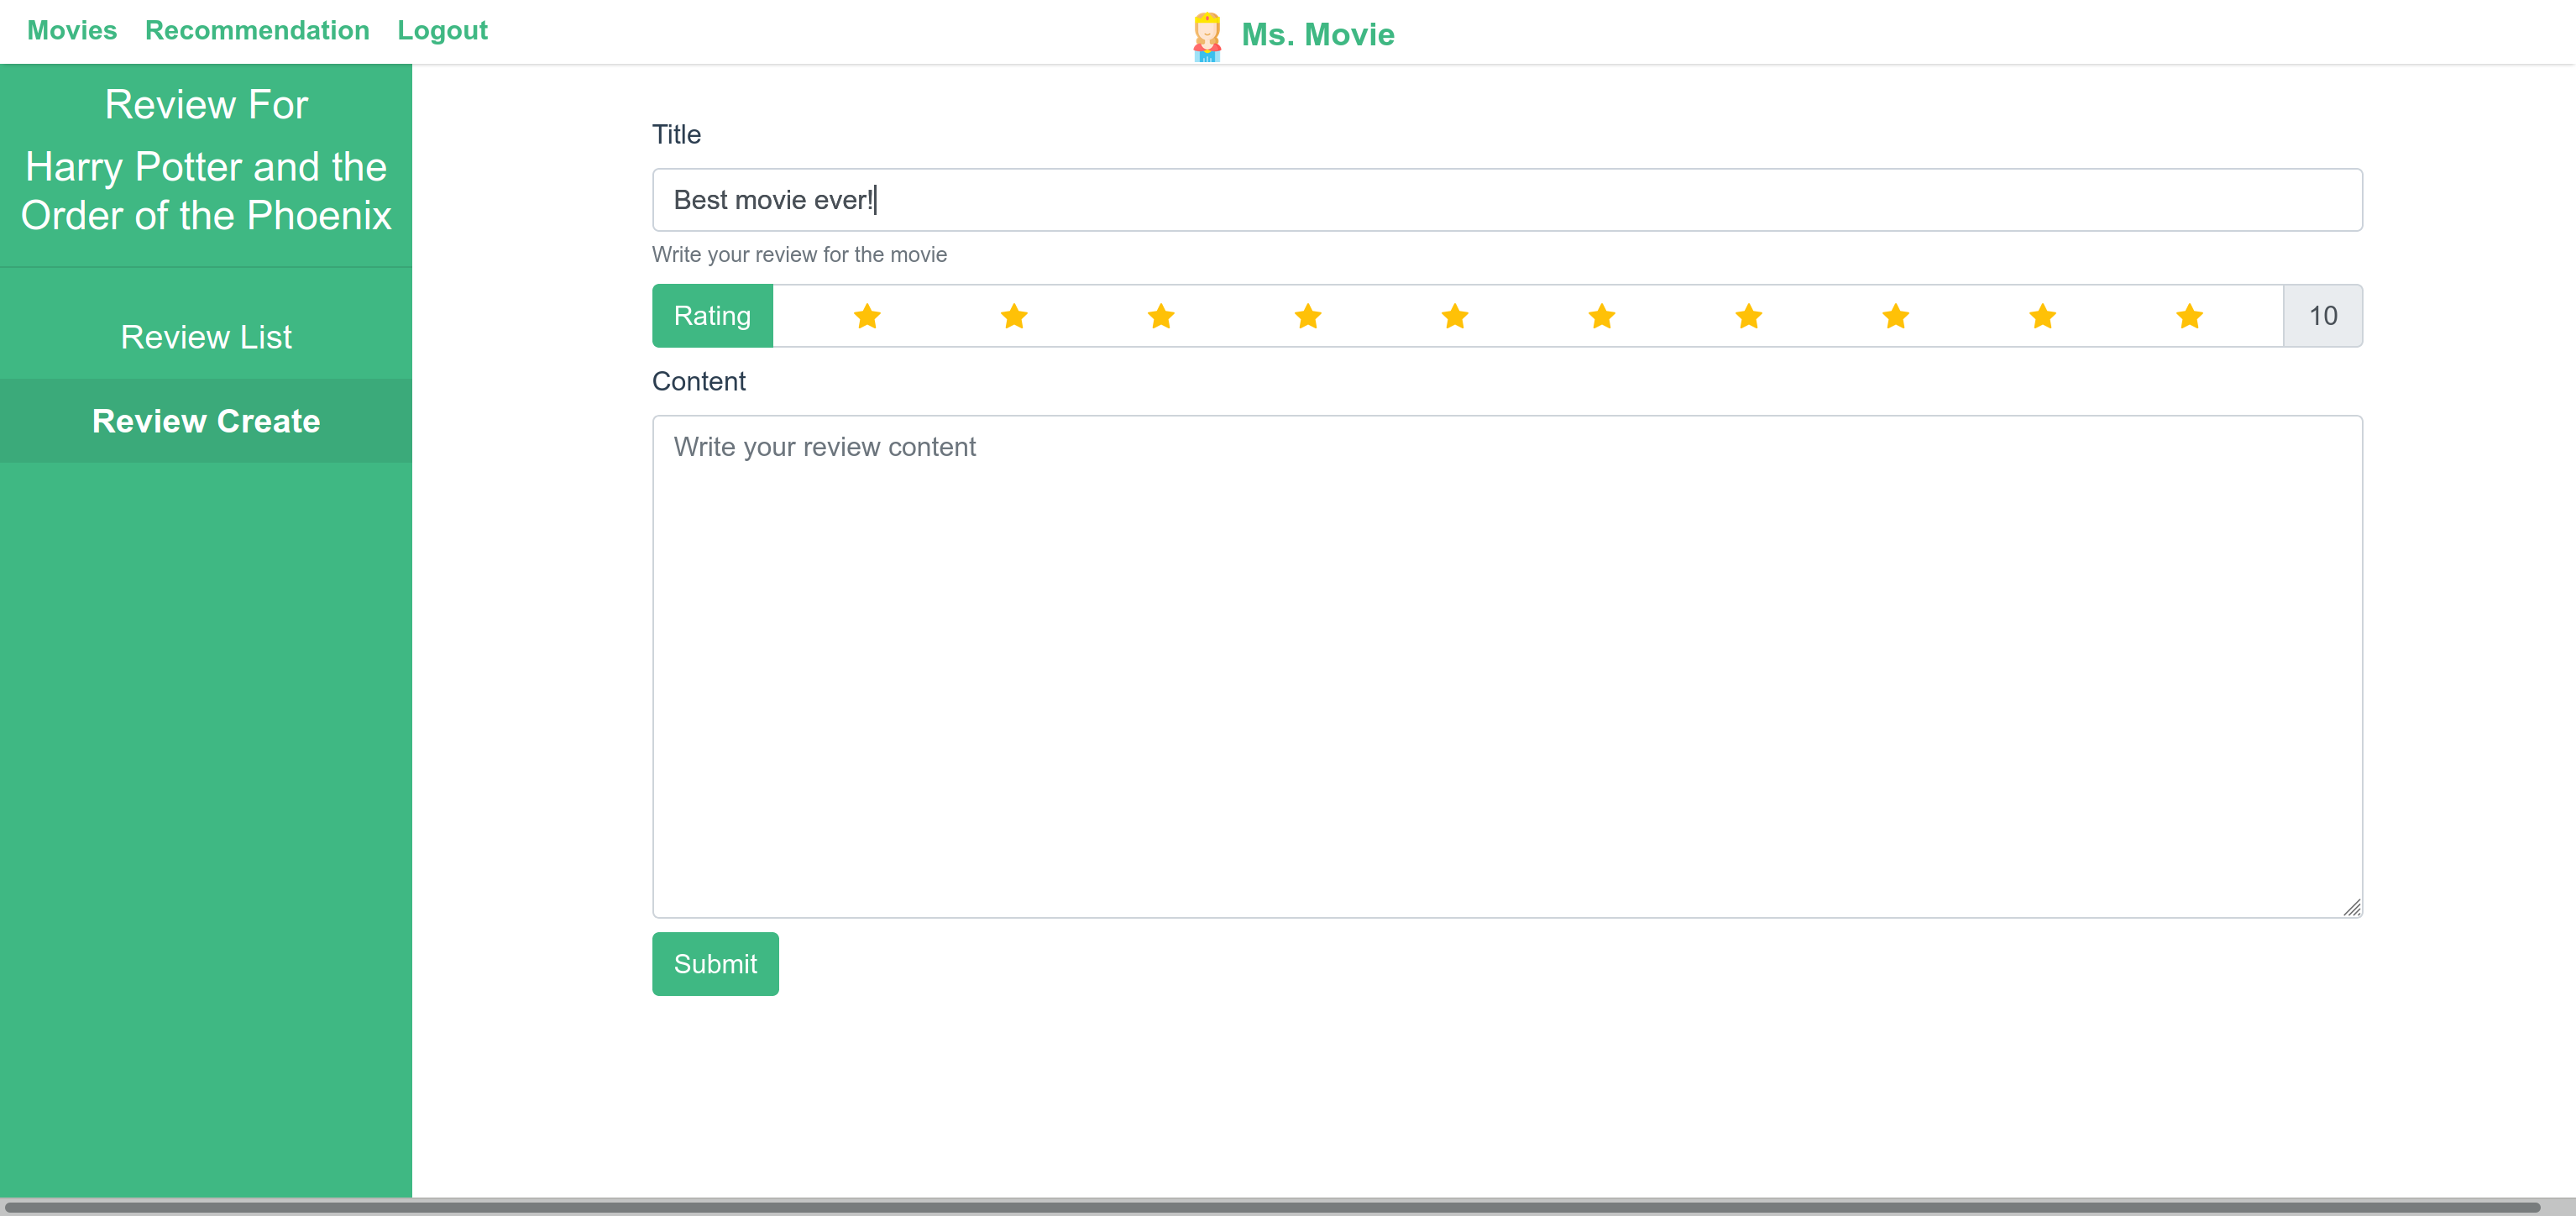 Movies Recommendation Logout
Ms. Movie
Review For
Harry Potter and the
Order of the Phoenix
Review List
Review Create
Title
Best movie ever!
Write your review for the movie
Rating 10
Content
Write your review content
Submit